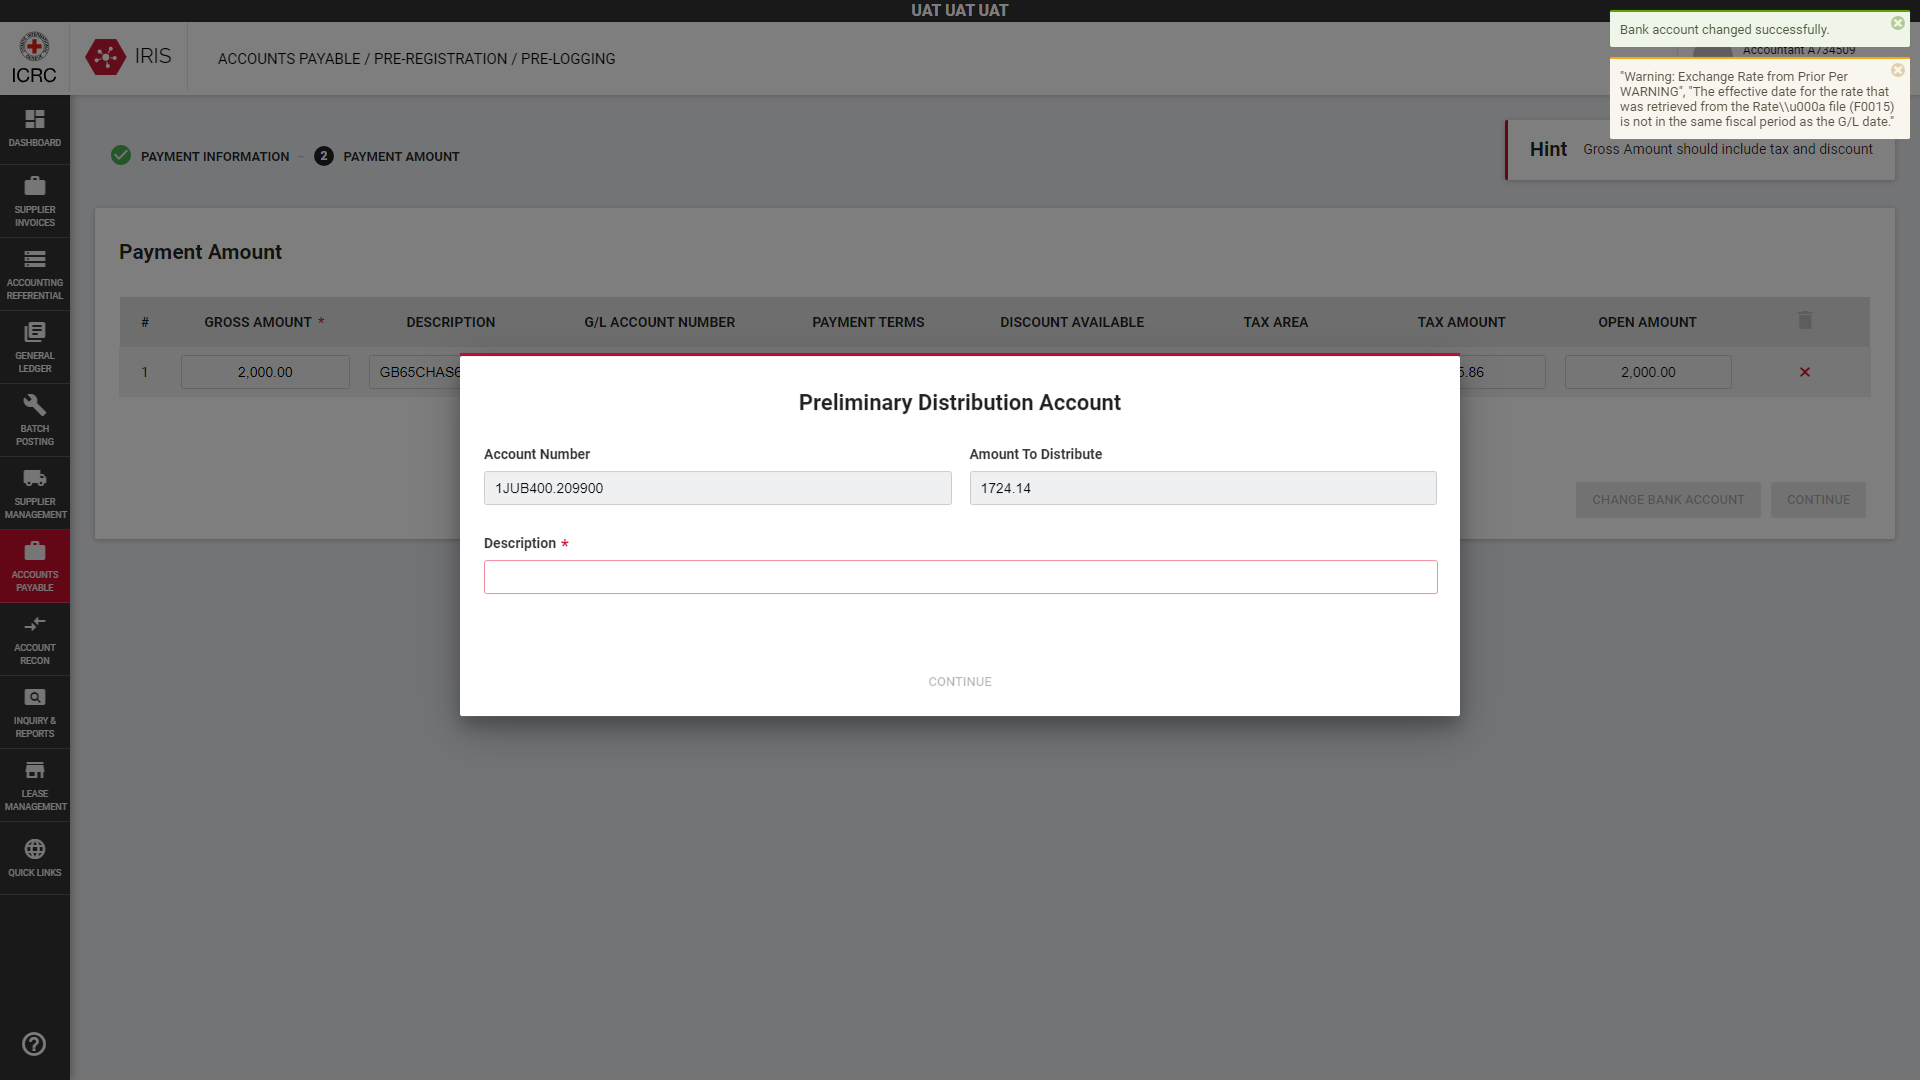 UAT UAT UAT
ICRC
IRIS
ACCOUNTS PAYABLE / PRE-REGISTRATION / PRE-LOGGING
Accountant A734509
Bank account changed successfully.
"Warning: Exchange Rate from Prior Per
WARNING", "The effective date for the rate that
was retrieved from the Rate\\u000a file (F0015)
is not in the same fiscal period as the G/L date."
Hint Gross Amount should include tax and discount
PAYMENT INFORMATION
2 PAYMENT AMOUNT
DASHBOARD
SUPPLIER
INVOICES
ACCOUNTING
REFERENTIAL
GENERAL
LEDGER
BATCH
POSTING
SUPPLIER
MANAGEMENT
ACCOUNTS
PAYABLE
ACCOUNT
RECON
INQUIRY &
REPORTS
LEASE
MANAGEMENT
QUICK LINKS
Payment Amount
# GROSS AMOUNT * DESCRIPTION G/L ACCOUNT NUMBER PAYMENT TERMS DISCOUNT AVAILABLE TAX AREA TAX AMOUNT OPEN AMOUNT
1 2,000.00 GB65CHAS 5.86 2,000.00
CHANGE BANK ACCOUNT CONTINUE
Preliminary Distribution Account
Account Number Amount To Distribute
1JUB400.209900 1724.14
Description *
CONTINUE